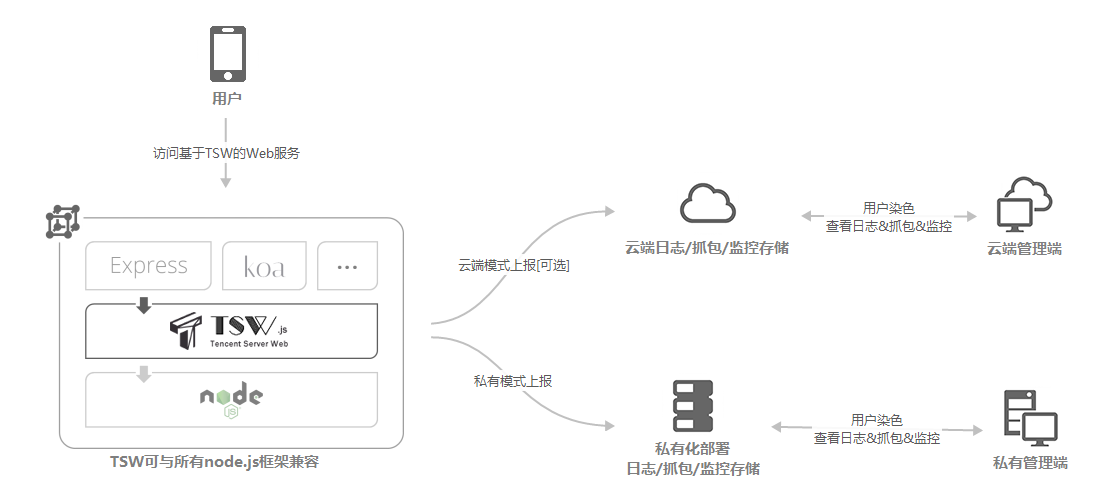 用户
访问基于TSW的Web服务
Express
koa
...
TSW.js
Tencent Server Web
node
JS
TSW可与所有node.js框架兼容
云端模式上报[可选]
私有模式上报
云端日志/抓包/监控存储
用户染色
查看日志&抓包&监控
云端管理端
私有化部署
日志/抓包/监控存储
用户染色
查看日志&抓包&监控
私有管理端